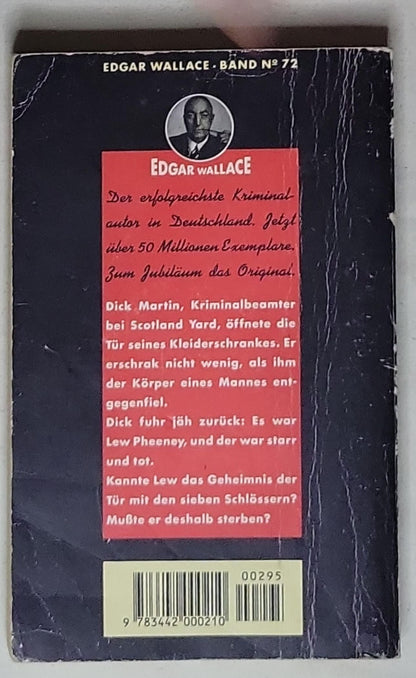 EDGAR WALLACE · BAND Nº 72
EDGAR WALLACE
Der erfolgreichste Kriminal-
autor in Deutschland. Jetzt
über 50 Millionen Exemplare.
Zum Jubiläum das Original.
Dick Martin, Kriminalbeamter
bei Scotland Yard, öffnete die
Tür seines Kleiderschrankes. Er
erschrak nicht wenig, als ihm
der Körper eines Mannes ent-
gegenfiel.
Dick fuhr jäh zurück: Es war
Lew Pheeney, und der war starr
und tot.
Kannte Lew das Geheimnis der
Tür mit den sieben Schlössern?
Mußte er deshalb sterben?
00295
9 783442 000210